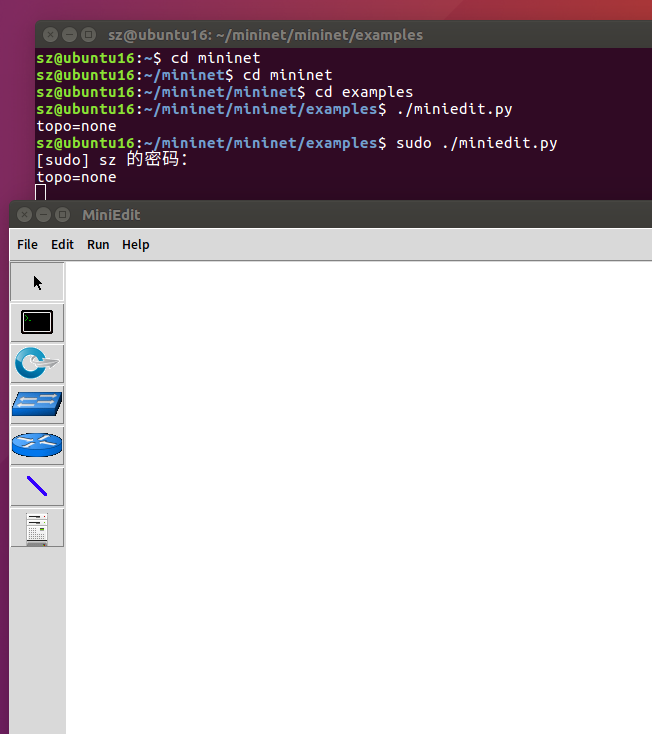 sz@ubuntu16: ~/mininet/mininet/examples
sz@ubuntu16:~$ cd mininet
sz@ubuntu16:~/mininet$ cd mininet
sz@ubuntu16:~/mininet/mininet$ cd examples
sz@ubuntu16:~/mininet/mininet/examples$ ./miniedit.py
topo=none
sz@ubuntu16:~/mininet/mininet/examples$ sudo ./miniedit.py
[sudo] sz 的密码：
topo=none
MiniEdit
File Edit Run Help